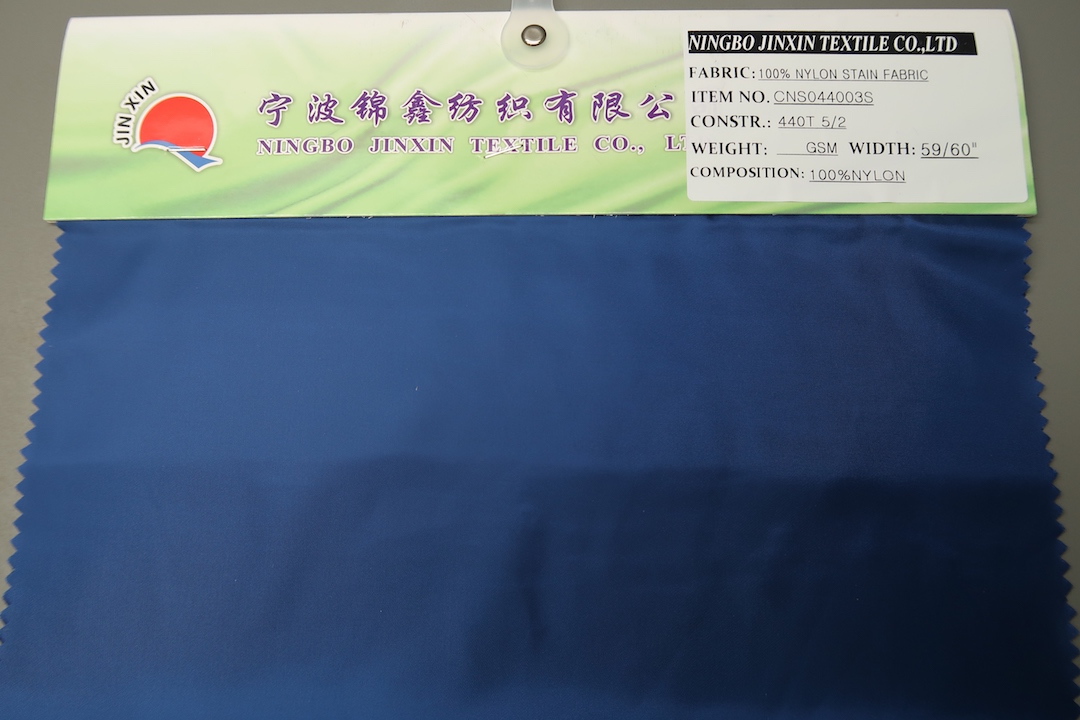 JIN XIN
宁波锦鑫纺织有限公
NINGBO JINXIN TEXTILE CO.,
NINGBO JINXIN TEXTILE CO.,LTD
FABRIC: 100% NYLON STAIN FABRIC
ITEM NO. CNS044003S
CONSTR.: 440T 5/2
WEIGHT: GSM WIDTH: 59/60"
COMPOSITION: 100%NYLON